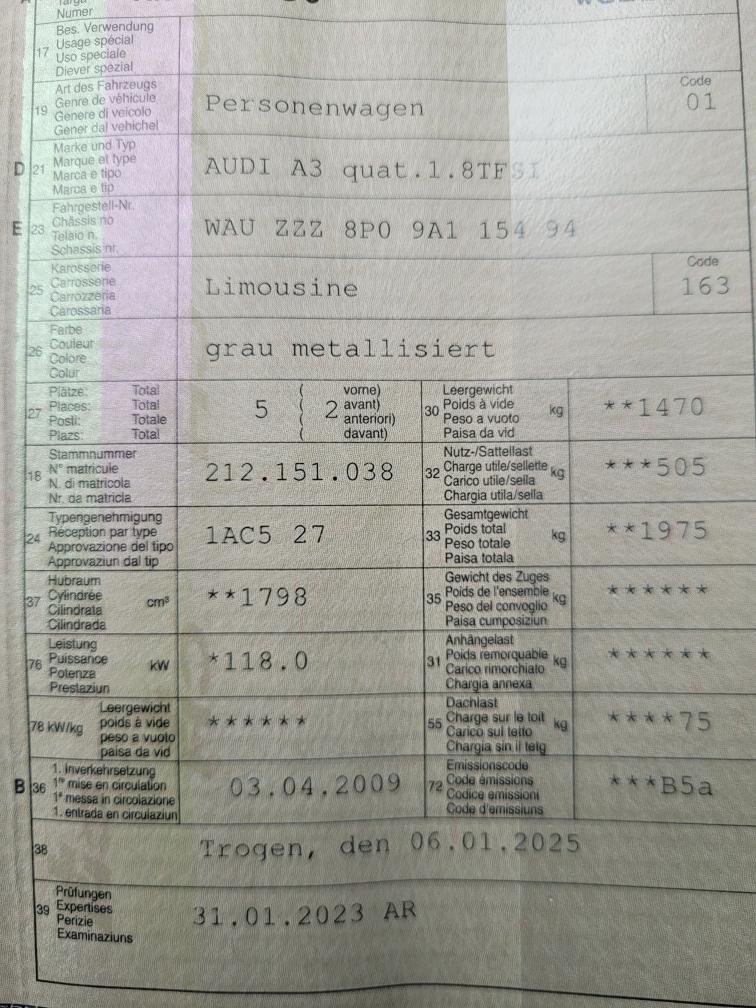 Numer
17 Bes. Verwendung
Usage spécial
Uso speciale
Diever spezial
19 Art des Fahrzeugs
Genre de véhicule
Genere di veicolo
Gener dal vehichel
Personenwagen
Code
01
D 21 Marke und Typ
Marque et type
Marca e tipo
Marca e tip
AUDI A3 quat.1.8TFSI
E 23 Fahrgestell-Nr.
Châssis no
Telaio n.
Schassis nr.
WAU ZZZ 8P0 9A1 154 94
25 Karosserie
Carrosserie
Carrozzeria
Carossaria
Limousine
Code
163
26 Farbe
Couleur
Colore
Colur
grau metallisiert
27 Plätze: Total
Places: Total
Posti: Totale
Plazs: Total
5 ( 2 vorne)
( avant)
( anteriori)
( davant)
30 Leergewicht
Poids à vide
Peso a vuoto
Paisa da vid
kg
**1470
18 Stammnummer
N° matricule
N. di matricola
Nr. da matricla
212.151.038
32 Nutz-/Sattellast
Charge utile/sellette
Carico utile/sella
Chargia utila/sella
kg
***505
24 Typengenehmigung
Réception par type
Approvazione del tipo
Approvaziun dal tip
1AC5 27
33 Gesamtgewicht
Poids total
Peso totale
Paisa totala
kg
**1975
37 Hubraum
Cylindrée
Cilindrata
Cilindrada
cm³
**1798
35 Gewicht des Zuges
Poids de l'ensemble
Peso del convoglio
Paisa cumposiziun
kg
******
76 Leistung
Puissance
Potenza
Prestaziun
kW
*118.0
31 Anhängelast
Poids remorquable
Carico rimorchiato
Chargia annexa
kg
******
78 kW/kg Leergewicht
poids à vide
peso a vuoto
paisa da vid
******
55 Dachlast
Charge sur le toit
Carico sul tetto
Chargia sin il tetg
kg
****75
B 36 1. Inverkehrsetzung
1re mise en circulation
1a messa in circolazione
1. entrada en circulaziun
03.04.2009
72 Emissionscode
Code émissions
Codice emissioni
Code d'emissiuns
***B5a
38
Trogen, den 06.01.2025
39 Prüfungen
Expertises
Perizie
Examinaziuns
31.01.2023 AR